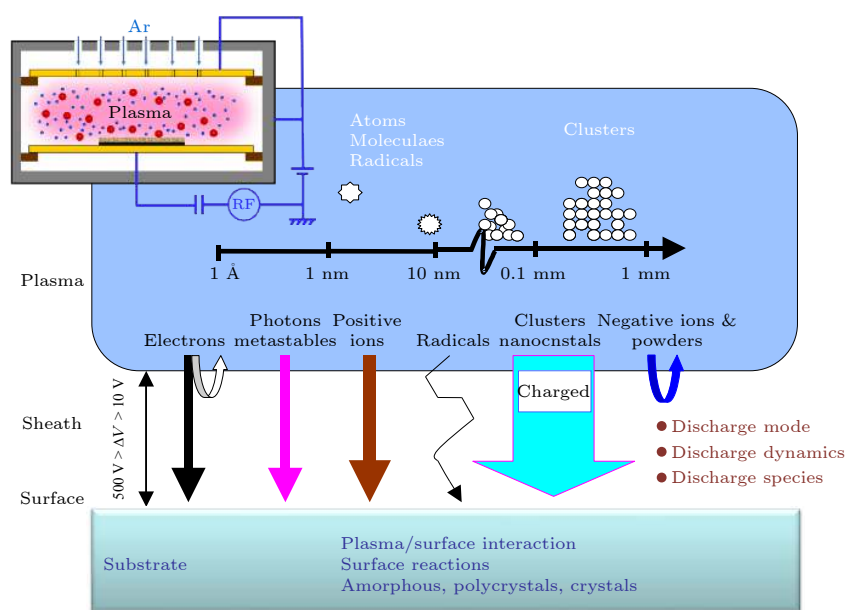 Ar
Plasma
RF
Atoms
Moleculaes
Radicals
Clusters
1 Å
1 nm
10 nm
0.1 mm
1 mm
Plasma
Electrons
Photons
metastables
Positive
ions
Radicals
Clusters
nanocnstals
Negative ions &
powders
Charged
Sheath
500 V > ΔV > 10 V
Discharge mode
Discharge dynamics
Discharge species
Surface
Substrate
Plasma/surface interaction
Surface reactions
Amorphous, polycrystals, crystals